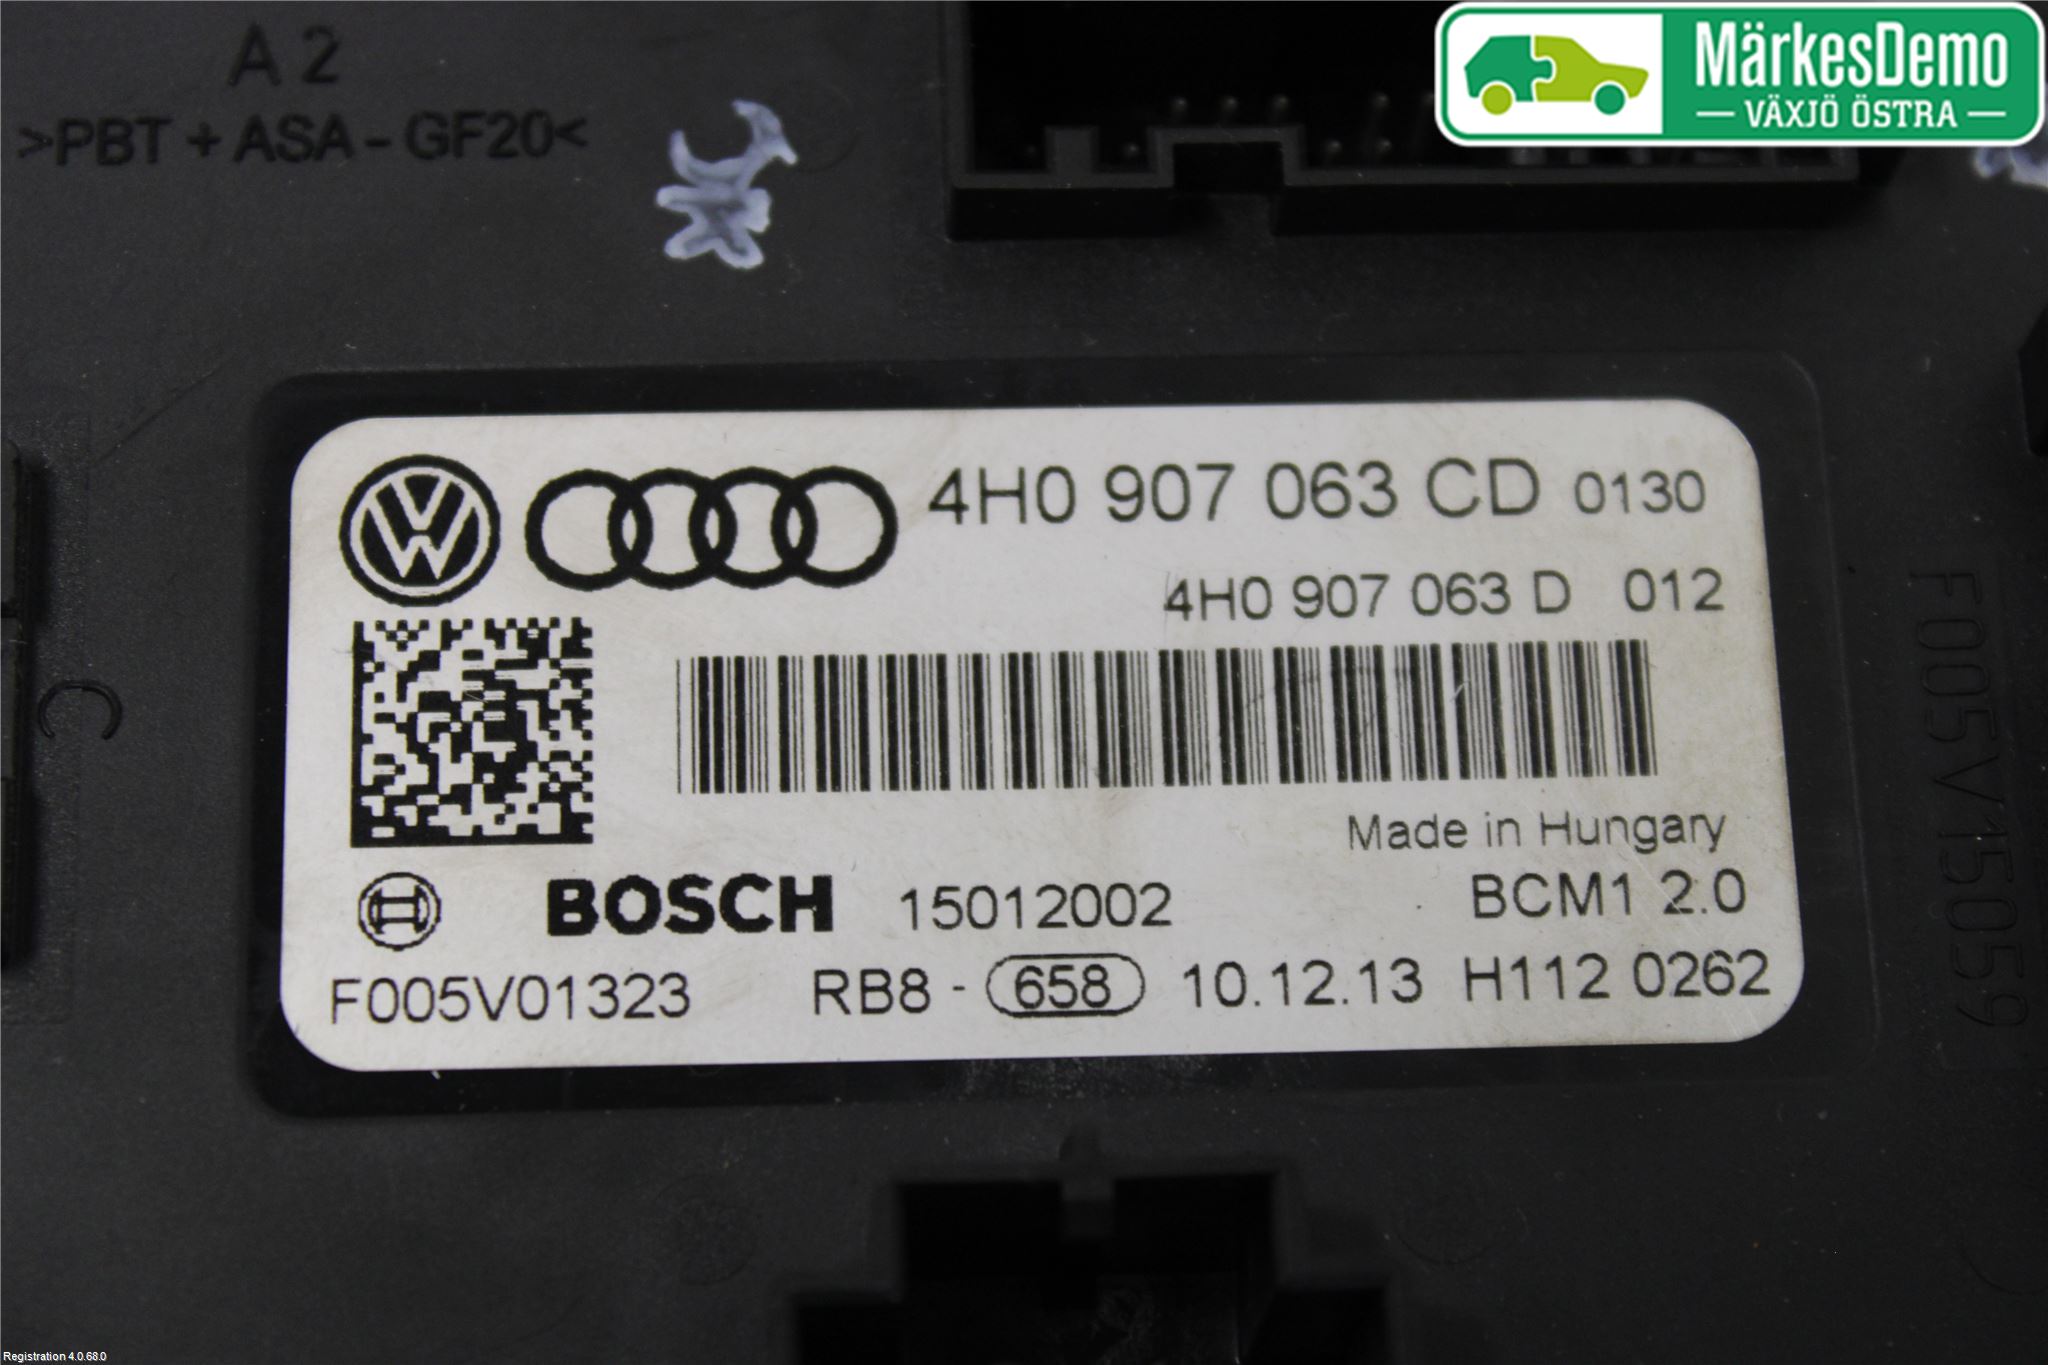 A 2
>PBT + ASA - GF20<
MärkesDemo
VÄXJÖ ÖSTRA
4H0 907 063 CD 0130
4H0 907 063 D 012
Made in Hungary
BOSCH 15012002 BCM1 2.0
F005V01323 RB8 - 658 10.12.13 H112 0262
C
F005V15059
Registration 4.0.68.0